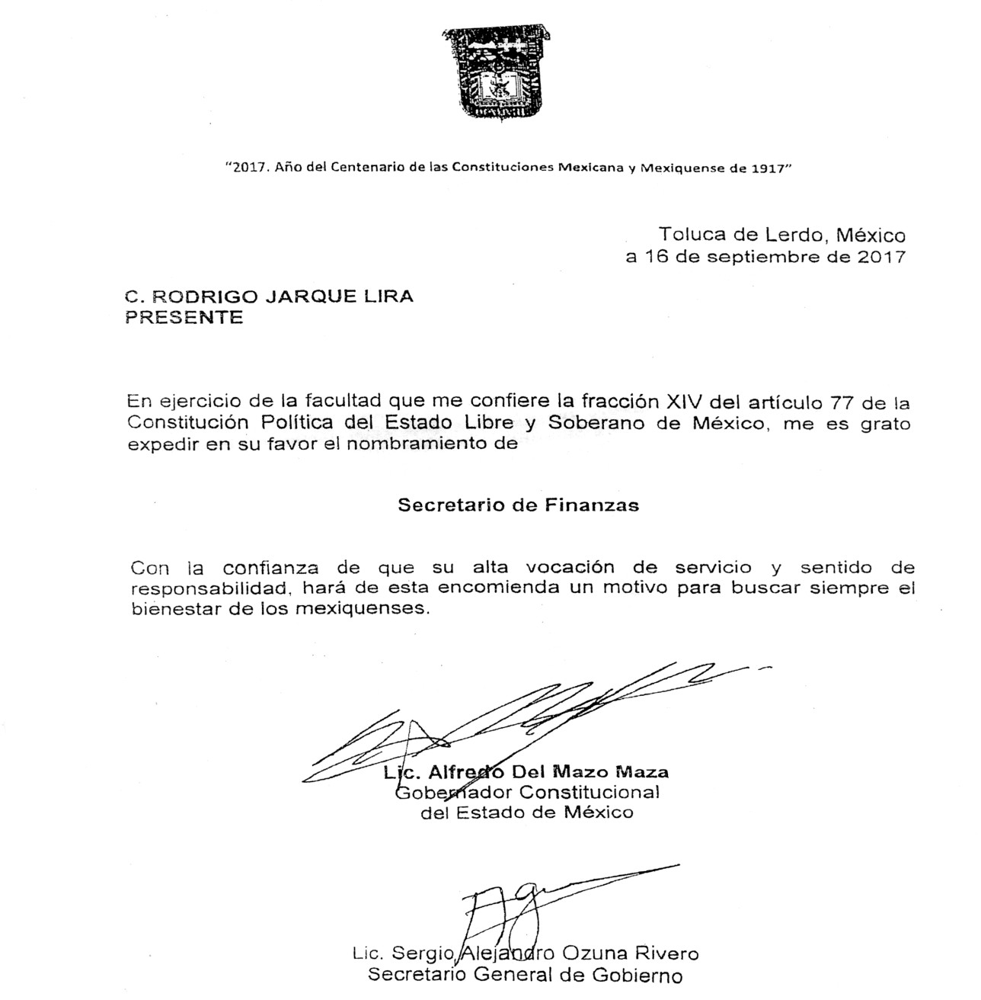 "2017. Año del Centenario de las Constituciones Mexicana y Mexiquense de 1917"
Toluca de Lerdo, México
a 16 de septiembre de 2017
C. RODRIGO JARQUE LIRA
PRESENTE
En ejercicio de la facultad que me confiere la fracción XIV del artículo 77 de la
Constitución Política del Estado Libre y Soberano de México, me es grato
expedir en su favor el nombramiento de
Secretario de Finanzas
Con la confianza de que su alta vocación de servicio y sentido de
responsabilidad, hará de esta encomienda un motivo para buscar siempre el
bienestar de los mexiquenses.
Lic. Alfredo Del Mazo Maza
Gobernador Constitucional
del Estado de México
Lic. Sergio Alejandro Ozuna Rivero
Secretario General de Gobierno